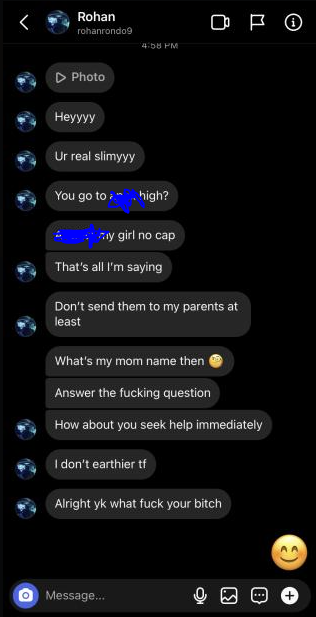 Rohan
rohanrondo9
4:58 PM
Photo
Heyyyy
Ur real slimyyy
You go to high?
my girl no cap
That's all I'm saying
Don't send them to my parents at
least
What's my mom name then 🧐
Answer the fucking question
How about you seek help immediately
I don't earthier tf
Alright yk what fuck your bitch
😊
Message...